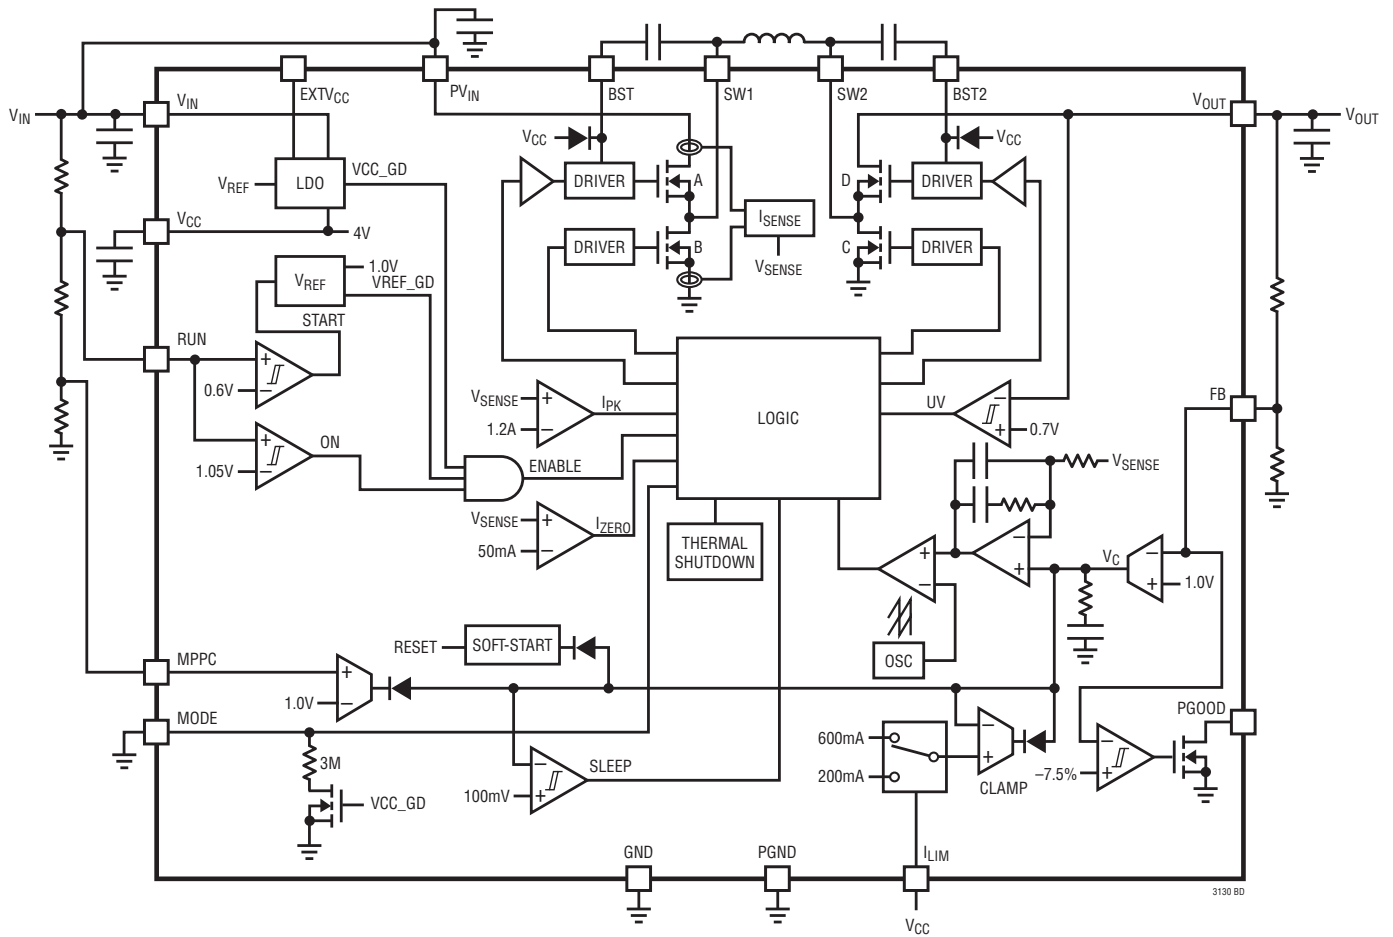 EXTVCC
PVIN
BST
SW1
SW2
BST2
VIN
VIN
VOUT
VOUT
VCC
VCC
VREF
LDO
VCC_GD
DRIVER
A
D
DRIVER
ISENSE
VCC
4V
DRIVER
B
C
DRIVER
VSENSE
VREF
1.0V
VREF_GD
START
RUN
+
0.6V
−
FB
VSENSE
+
IPK
1.2A
−
LOGIC
UV
−
+
0.7V
+
ON
1.05V
−
ENABLE
VSENSE
VSENSE
+
IZERO
50mA
−
THERMAL
SHUTDOWN
+
−
−
+
VC
−
+
1.0V
RESET
SOFT-START
OSC
MPPC
+
1.0V
−
MODE
PGOOD
600mA
200mA
−
+
CLAMP
−
−7.5%
+
3M
VCC_GD
−
SLEEP
100mV
+
GND
PGND
ILIM
3130 BD
VCC